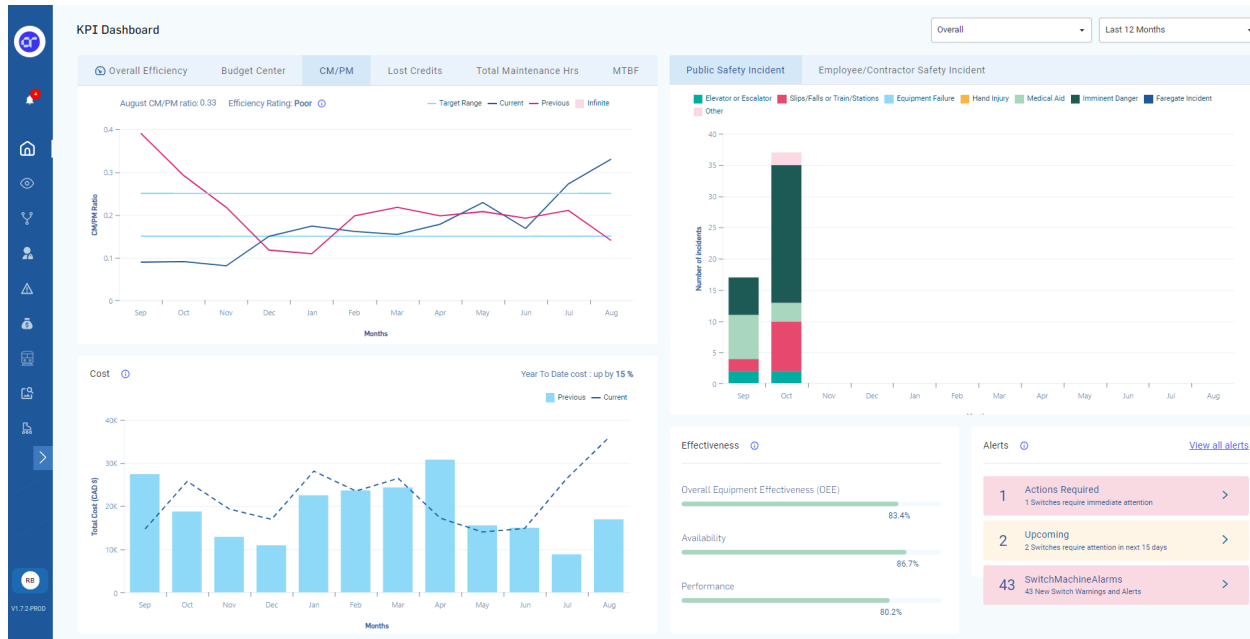 KPI Dashboard
Overall
Last 12 Months
4
Overall Efficiency
Budget Center
CM/PM
Lost Credits
Total Maintenance Hrs
MTBF
August CM/PM ratio: 0.33 Efficiency Rating: Poor
Target Range
Current
Previous
Infinite
CM/PM Ratio
0.4
0.3
0.2
0.1
0
Sep Oct Nov Dec Jan Feb Mar Apr May Jun Jul Aug
Months
Public Safety Incident
Employee/Contractor Safety Incident
Elevator or Escalator
Slips/Falls or Train/Stations
Equipment Failure
Hand Injury
Medical Aid
Imminent Danger
Faregate Incident
Other
Number of incidents
40
35
30
25
20
15
10
5
0
Sep Oct Nov Dec Jan Feb Mar Apr May Jun Jul Aug
Cost
Year To Date cost : up by 15 %
Previous
Current
Total Cost (CAD $)
40K
30K
20K
10K
0
Sep Oct Nov Dec Jan Feb Mar Apr May Jun Jul Aug
Months
Effectiveness
Overall Equipment Effectiveness (OEE)
83.4%
Availability
86.7%
Performance
80.2%
Alerts
View all alerts
1
Actions Required
1 Switches require immediate attention
2
Upcoming
2 Switches require attention in next 15 days
43
SwitchMachineAlarms
43 New Switch Warnings and Alerts
RB
V1.7.2-PROD